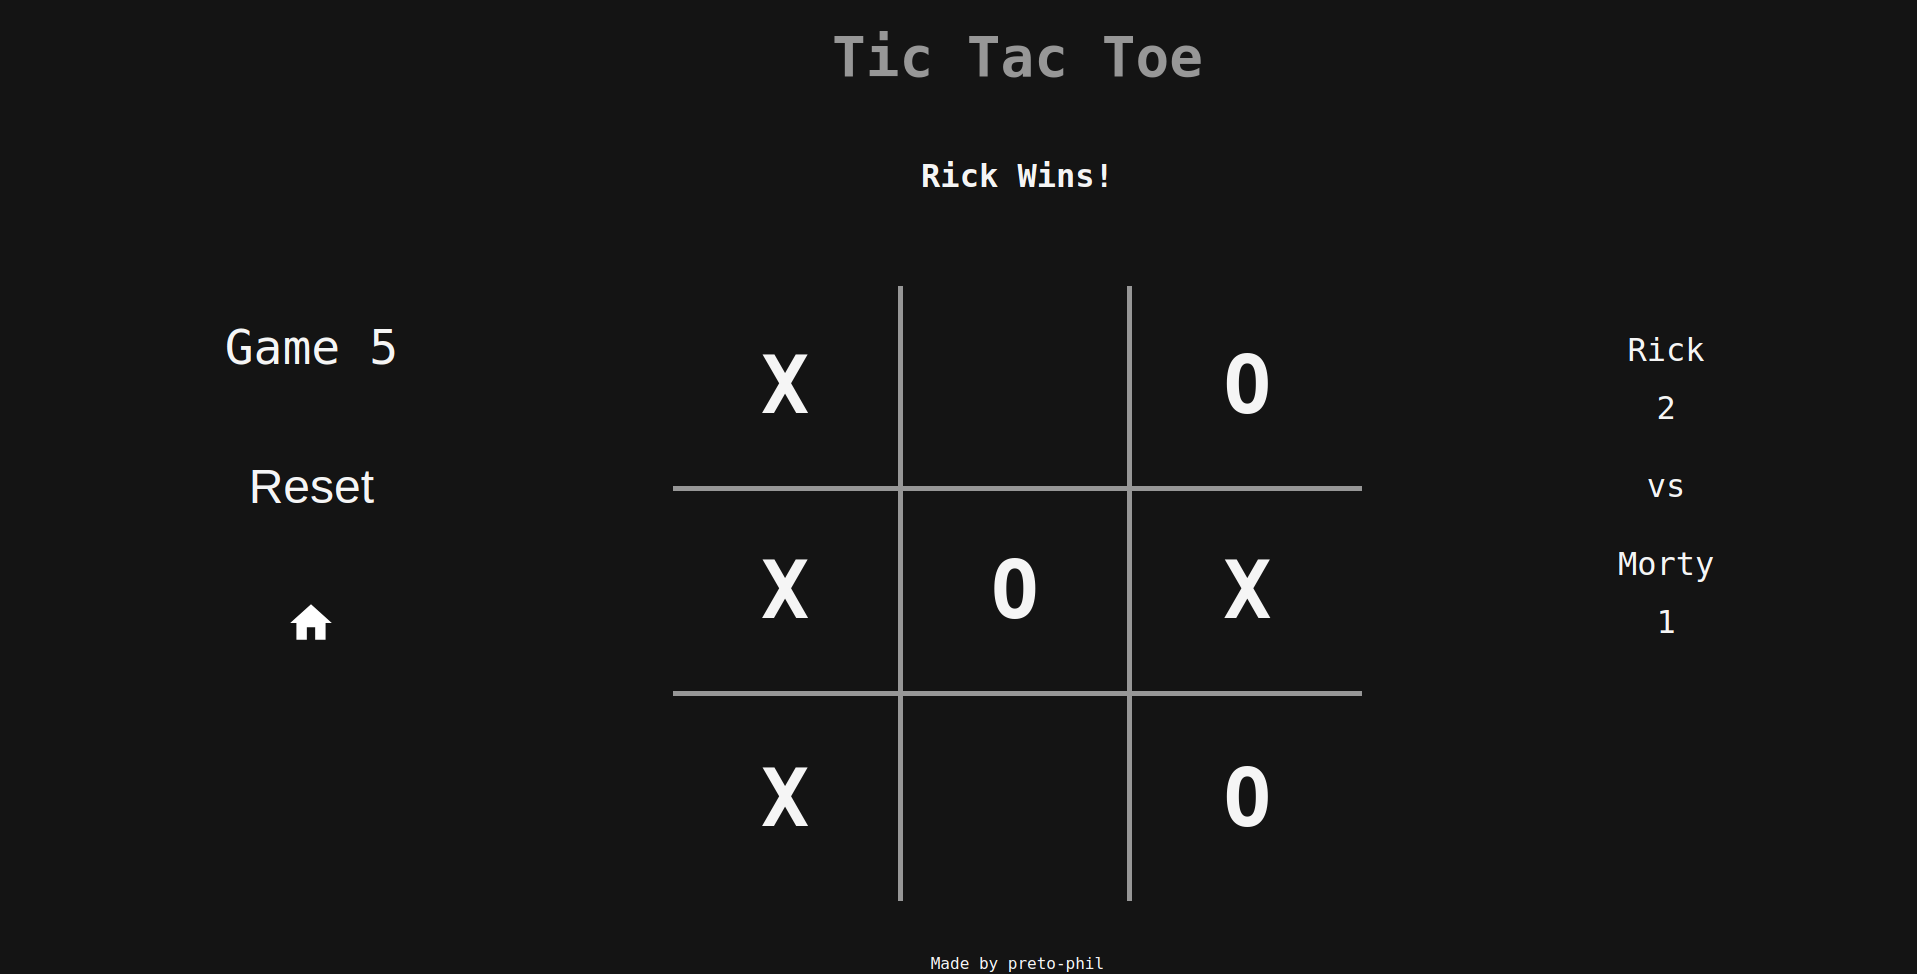 Tic Tac Toe
Rick Wins!
Game 5
Reset
X O
X O X
X O
Rick
2
vs
Morty
1
Made by preto-phil